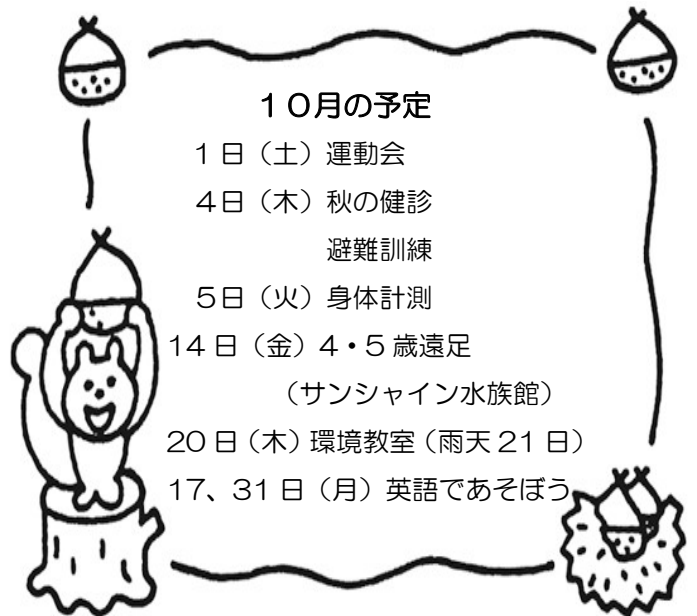 10月の予定
1日（土）運動会
4日（木）秋の健診
避難訓練
5日（火）身体計測
14日（金）4・5歳遠足
（サンシャイン水族館）
20日（木）環境教室（雨天21日）
17、31日（月）英語であそぼう